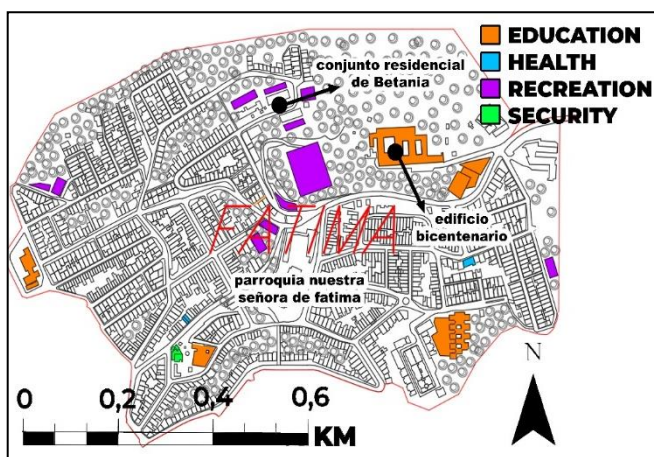 EDUCATION
HEALTH
RECREATION
SECURITY
conjunto residencial
de Betania
FATIMA
edificio
bicentenario
parroquia nuestra
señora de fatima
N
0 0,2 0,4 0,6
KM